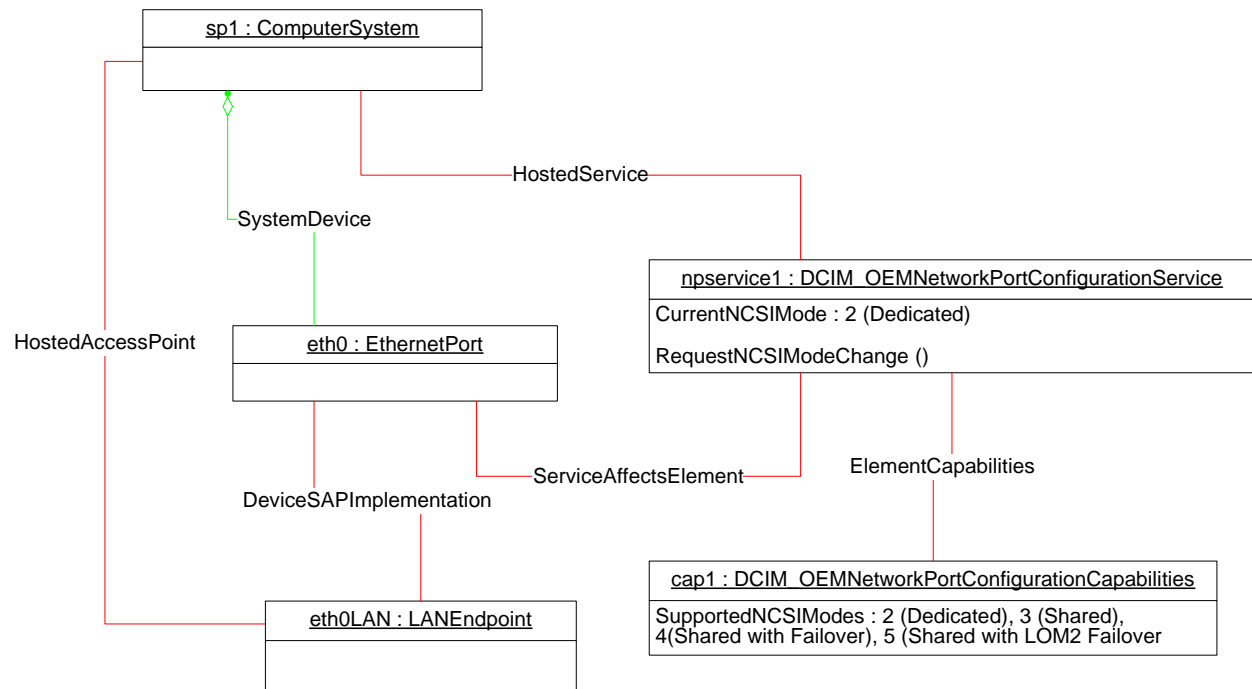 sp1 : ComputerSystem
HostedService
SystemDevice
npservice1 : DCIM_OEMNetworkPortConfigurationService
CurrentNCSIMode : 2 (Dedicated)
RequestNCSIModeChange ()
HostedAccessPoint
eth0 : EthernetPort
ServiceAffectsElement
ElementCapabilities
DeviceSAPImplementation
cap1 : DCIM_OEMNetworkPortConfigurationCapabilities
SupportedNCSIModes : 2 (Dedicated), 3 (Shared),
4(Shared with Failover), 5 (Shared with LOM2 Failover
eth0LAN : LANEndpoint